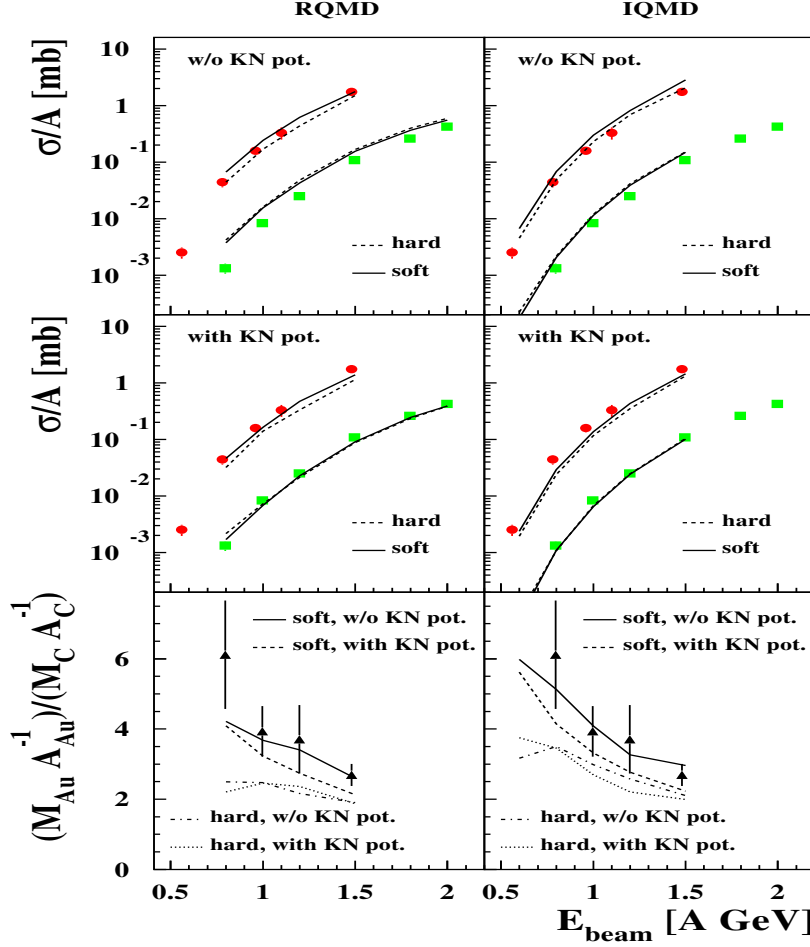 RQMD IQMD
σ/A [mb]
10
1
10⁻¹
10⁻²
10⁻³
w/o KN pot.
hard
soft
w/o KN pot.
hard
soft
σ/A [mb]
10
1
10⁻¹
10⁻²
10⁻³
with KN pot.
hard
soft
with KN pot.
hard
soft
(M_Au A_Au⁻¹)/(M_C A_C⁻¹)
6
4
2
0
soft, w/o KN pot.
soft, with KN pot.
hard, w/o KN pot.
hard, with KN pot.
soft, w/o KN pot.
soft, with KN pot.
hard, w/o KN pot.
hard, with KN pot.
0.5 1 1.5 2 0.5 1 1.5 2
E_beam [A GeV]